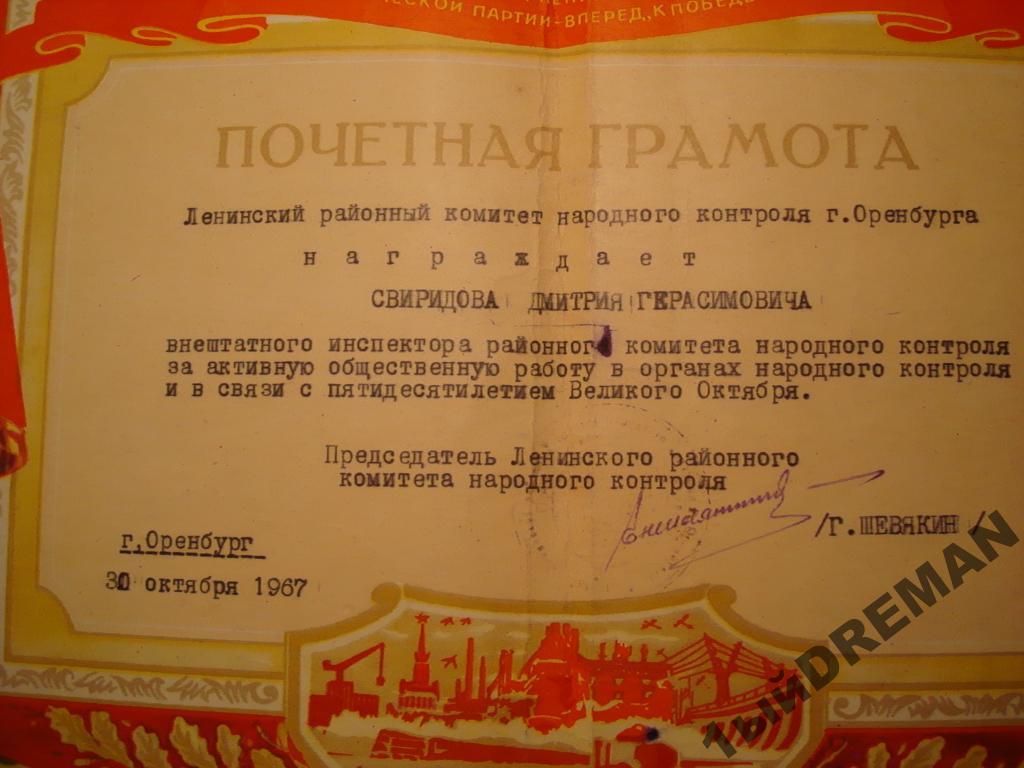 ЧЕСКОЙ ПАРТИИ-ВПЕРЕД, К ПОБЕДЕ
ПОЧЕТНАЯ ГРАМОТА
Ленинский районный комитет народного контроля г.Оренбурга
награждает
СВИРИДОВА ДМИТРИЯ ГЕРАСИМОВИЧА
внештатного инспектора районного комитета народного контроля
за активную общественную работу в органах народного контроля
и в связи с пятидесятилетием Великого Октября.
Председатель Ленинского районного
комитета народного контроля
/Г.ШЕВЯКИН/
г.Оренбург
30 октября 1967
1ыйDREMAN